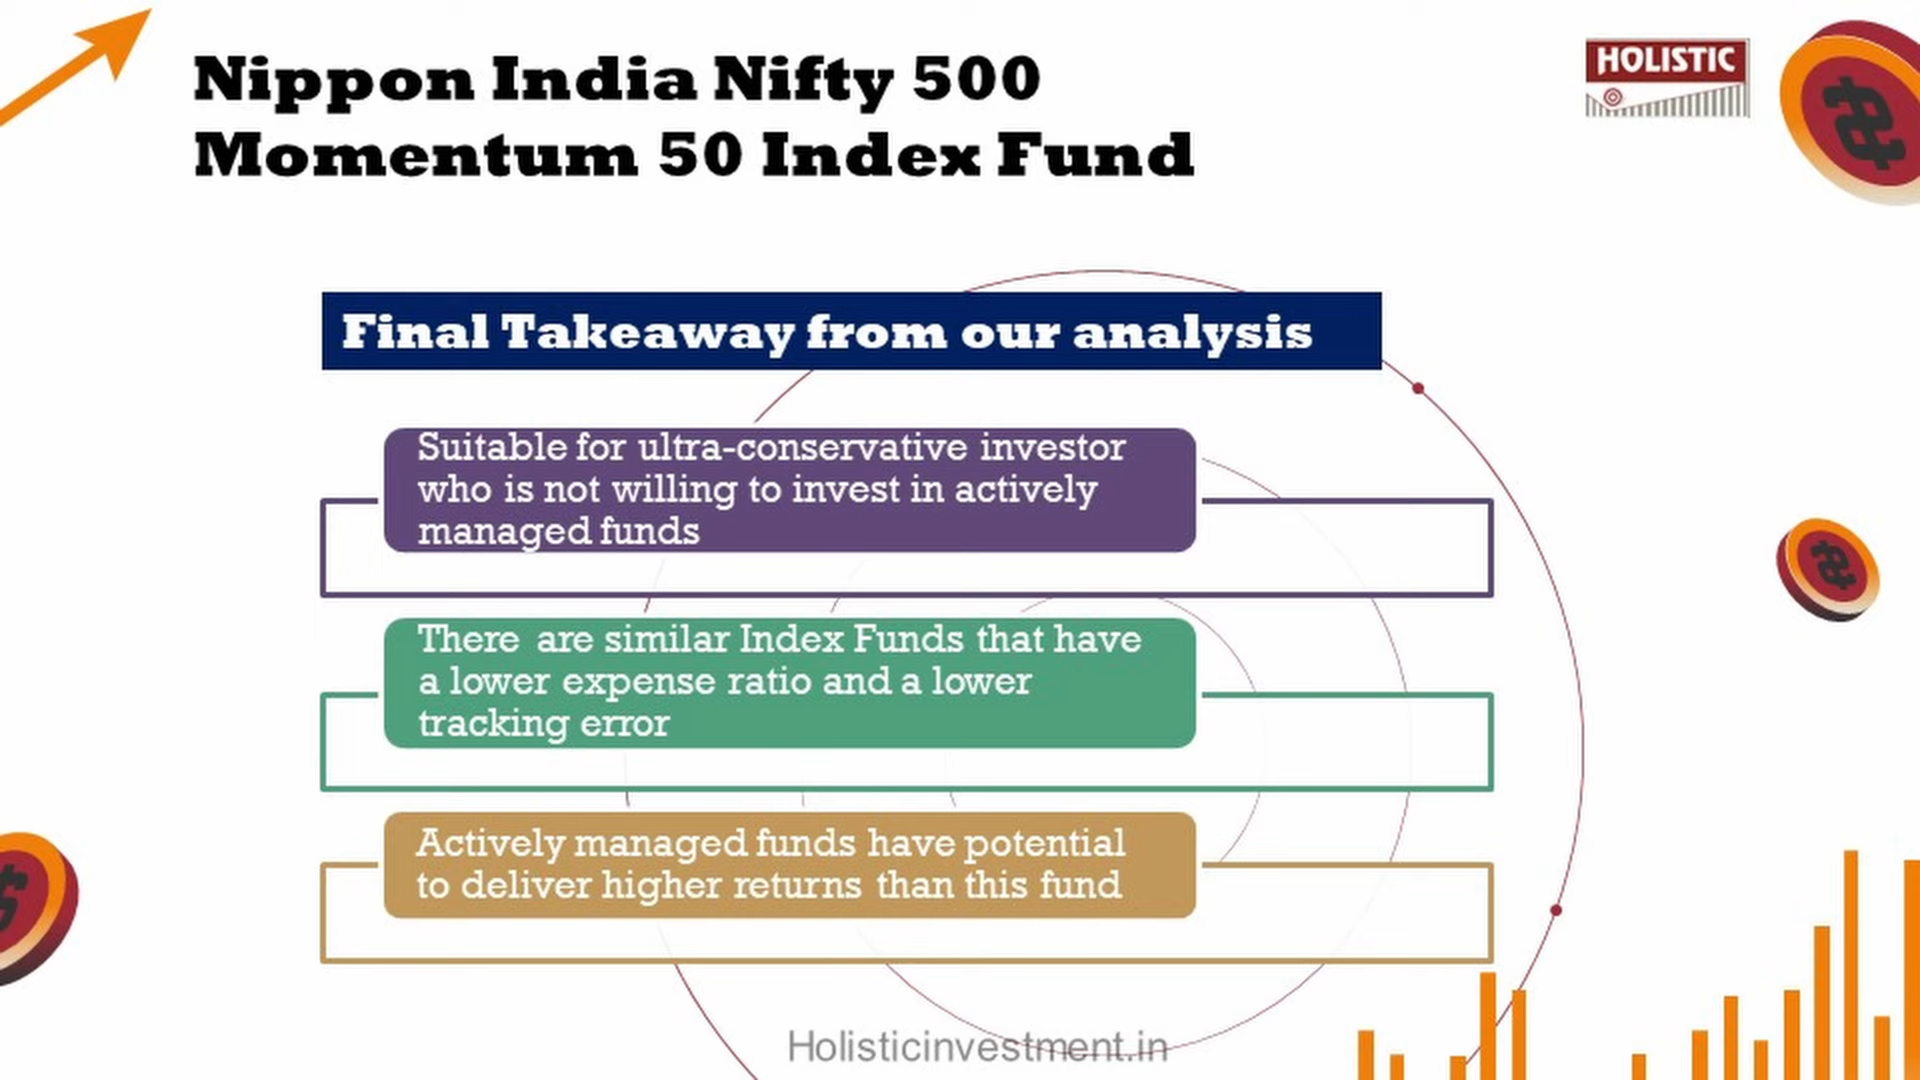 Nippon India Nifty 500
Momentum 50 Index Fund
HOLISTIC
Final Takeaway from our analysis
Suitable for ultra-conservative investor
who is not willing to invest in actively
managed funds
There are similar Index Funds that have
a lower expense ratio and a lower
tracking error
Actively managed funds have potential
to deliver higher returns than this fund
Holisticinvestment.in